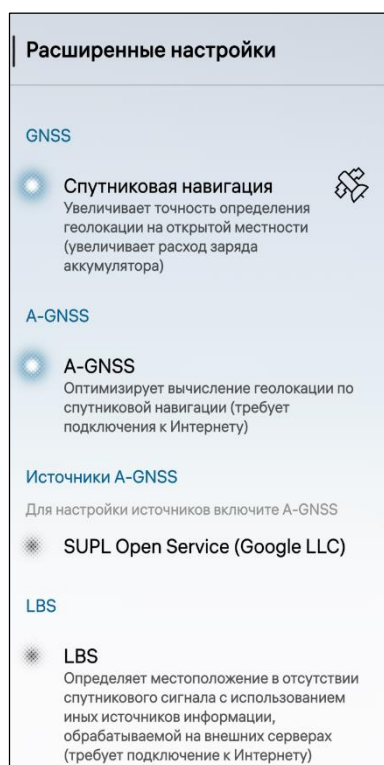 Расширенные настройки
GNSS
Спутниковая навигация
Увеличивает точность определения
геолокации на открытой местности
(увеличивает расход заряда
аккумулятора)
A-GNSS
A-GNSS
Оптимизирует вычисление геолокации по
спутниковой навигации (требует
подключения к Интернету)
Источники A-GNSS
Для настройки источников включите A-GNSS
SUPL Open Service (Google LLC)
LBS
LBS
Определяет местоположение в отсутствии
спутникового сигнала с использованием
иных источников информации,
обрабатываемой на внешних серверах
(требует подключение к Интернету)